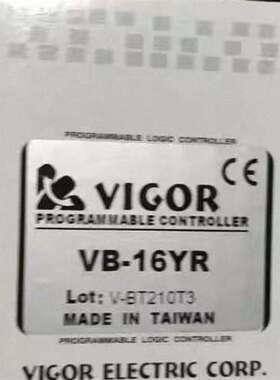 PROGRAMMABLE LOGIC CONTROLLER
VIGOR CE
PROGRAMMABLE CONTROLLER
VB-16YR
Lot: V-BT210T3
MADE IN TAIWAN
PROGRAMMABLE LOGIC CONTROLLER
VIGOR ELECTRIC CORP.